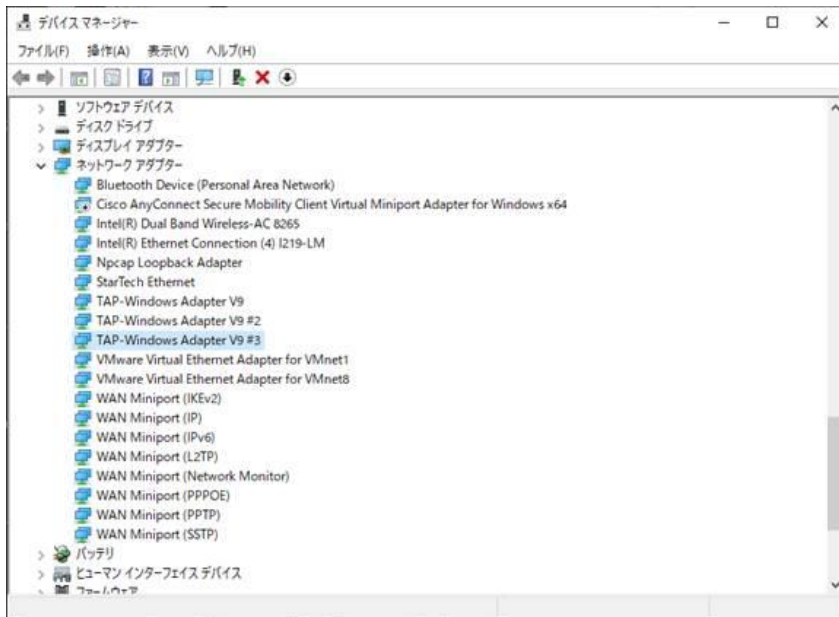 デバイス マネージャー
ファイル(F) 操作(A) 表示(V) ヘルプ(H)
ソフトウェア デバイス
ディスク ドライブ
ディスプレイ アダプター
ネットワーク アダプター
Bluetooth Device (Personal Area Network)
Cisco AnyConnect Secure Mobility Client Virtual Miniport Adapter for Windows x64
Intel(R) Dual Band Wireless-AC 8265
Intel(R) Ethernet Connection (4) I219-LM
Npcap Loopback Adapter
StarTech Ethernet
TAP-Windows Adapter V9
TAP-Windows Adapter V9 #2
TAP-Windows Adapter V9 #3
VMware Virtual Ethernet Adapter for VMnet1
VMware Virtual Ethernet Adapter for VMnet8
WAN Miniport (IKEv2)
WAN Miniport (IP)
WAN Miniport (IPv6)
WAN Miniport (L2TP)
WAN Miniport (Network Monitor)
WAN Miniport (PPPOE)
WAN Miniport (PPTP)
WAN Miniport (SSTP)
バッテリ
ヒューマン インターフェイス デバイス
ファームウェア